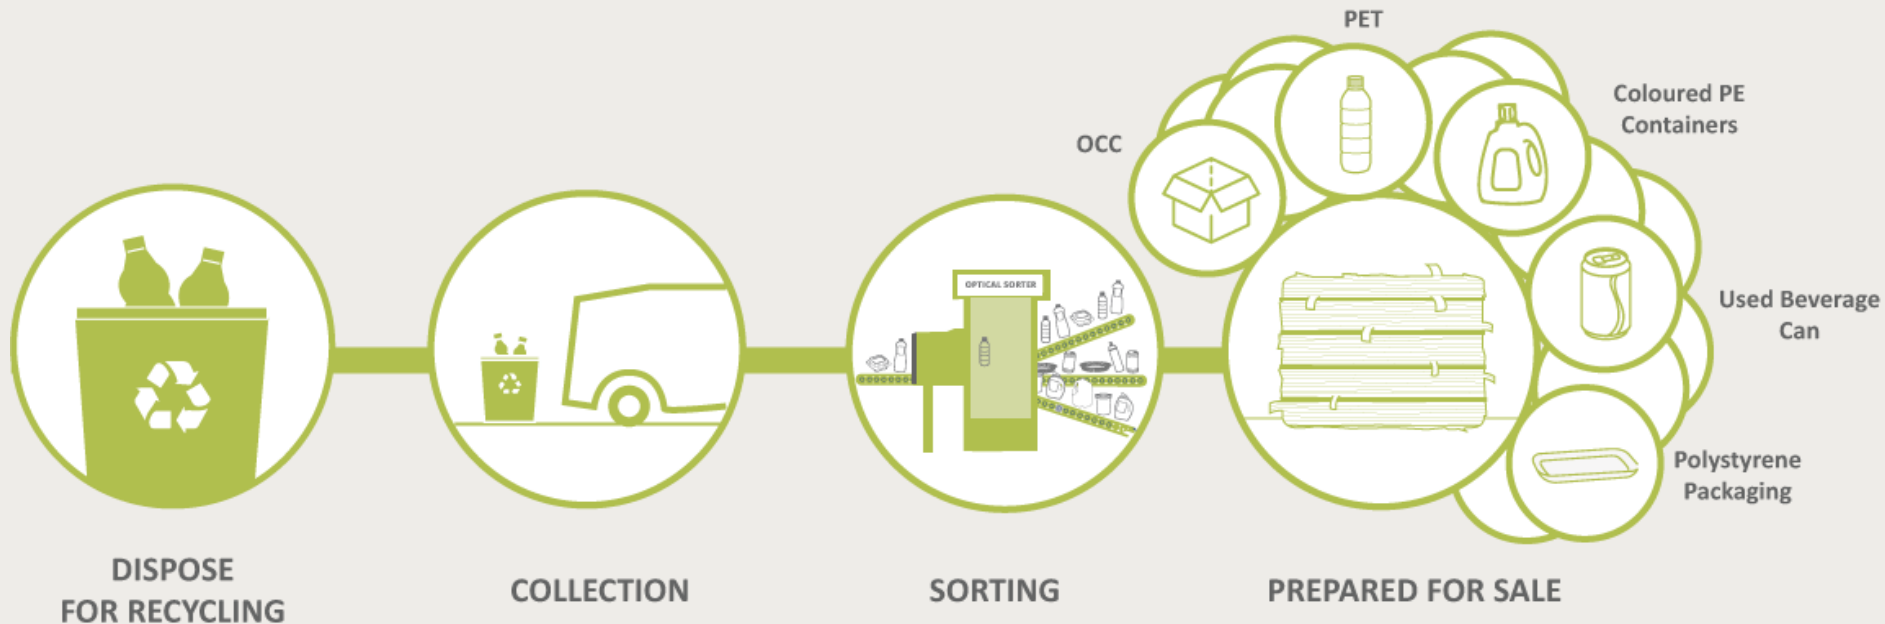 PET
Coloured PE
Containers
OCC
OPTICAL SORTER
Used Beverage
Can
Polystyrene
Packaging
DISPOSE
FOR RECYCLING
COLLECTION
SORTING
PREPARED FOR SALE